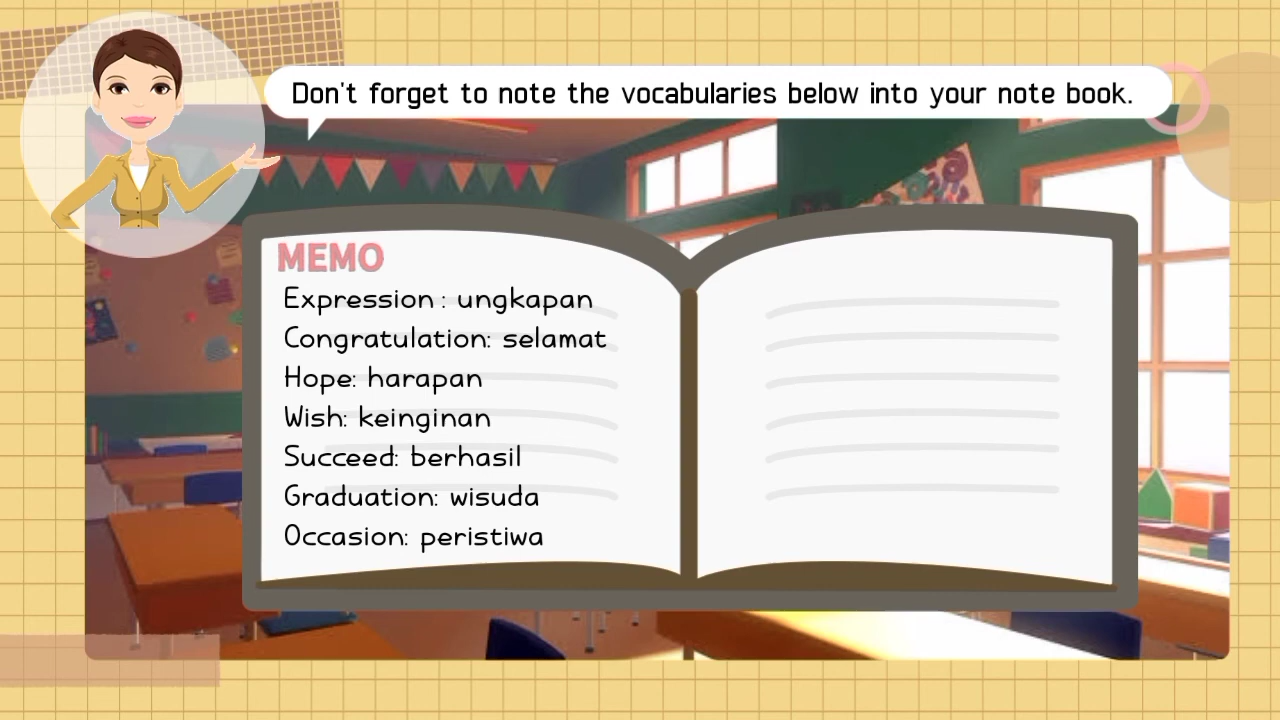 Don't forget to note the vocabularies below into your note book.
MEMO
Expression : ungkapan
Congratulation: selamat
Hope: harapan
Wish: keinginan
Succeed: berhasil
Graduation: wisuda
Occasion: peristiwa